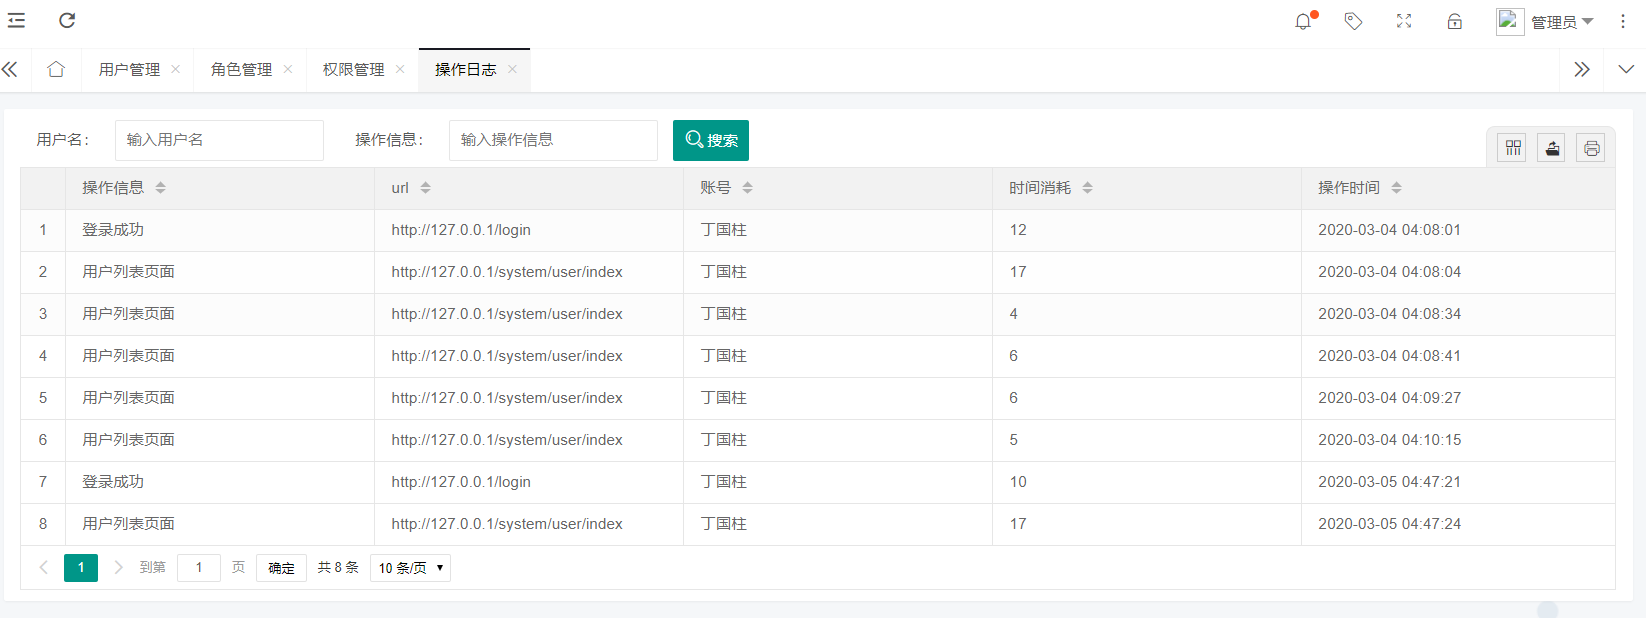 管理员
用户管理 角色管理 权限管理 操作日志
用户名： 输入用户名 操作信息： 输入操作信息 搜索
操作信息 url 账号 时间消耗 操作时间
1 登录成功 http://127.0.0.1/login 丁国柱 12 2020-03-04 04:08:01
2 用户列表页面 http://127.0.0.1/system/user/index 丁国柱 17 2020-03-04 04:08:04
3 用户列表页面 http://127.0.0.1/system/user/index 丁国柱 4 2020-03-04 04:08:34
4 用户列表页面 http://127.0.0.1/system/user/index 丁国柱 6 2020-03-04 04:08:41
5 用户列表页面 http://127.0.0.1/system/user/index 丁国柱 6 2020-03-04 04:09:27
6 用户列表页面 http://127.0.0.1/system/user/index 丁国柱 5 2020-03-04 04:10:15
7 登录成功 http://127.0.0.1/login 丁国柱 10 2020-03-05 04:47:21
8 用户列表页面 http://127.0.0.1/system/user/index 丁国柱 17 2020-03-05 04:47:24
1 到第 1 页 确定 共 8 条 10 条/页